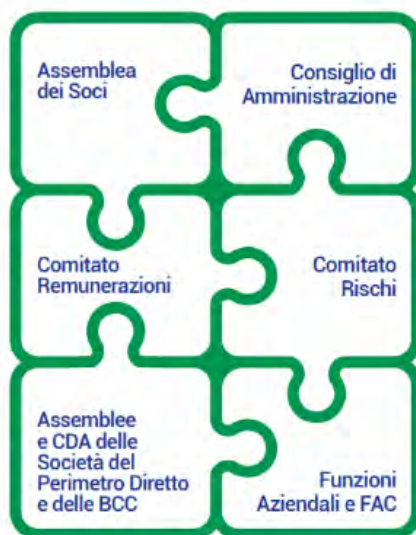 Assemblea
dei Soci
Consiglio di
Amministrazione
Comitato
Remunerazioni
Comitato
Rischi
Assemblee
e CDA delle
Società del
Perimetro Diretto
e delle BCC
Funzioni
Aziendali e FAC